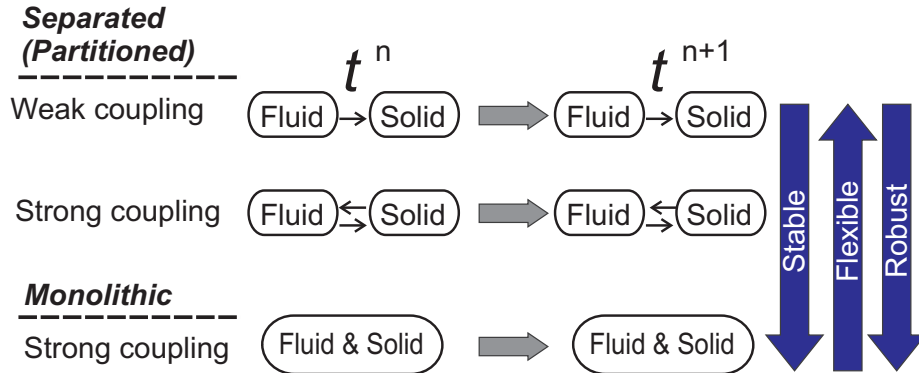 Separated
(Partitioned)
t n
t n+1
Weak coupling Fluid Solid Fluid Solid
Strong coupling Fluid Solid Fluid Solid
Monolithic
Strong coupling Fluid & Solid Fluid & Solid
Stable
Flexible
Robust